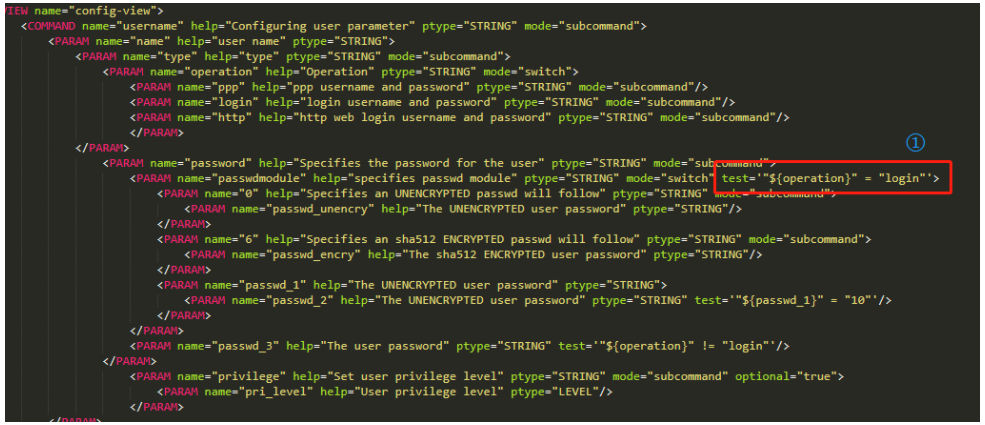 VIEW name="config-view">
<COMMAND name="username" help="Configuring user parameter" ptype="STRING" mode="subcommand">
<PARAM name="name" help="user name" ptype="STRING">
<PARAM name="type" help="type" ptype="STRING" mode="subcommand">
<PARAM name="operation" help="Operation" ptype="STRING" mode="switch">
<PARAM name="ppp" help="ppp username and password" ptype="STRING" mode="subcommand"/>
<PARAM name="login" help="login username and password" ptype="STRING" mode="subcommand"/>
<PARAM name="http" help="http web login username and password" ptype="STRING" mode="subcommand"/>
</PARAM>
①
</PARAM>
<PARAM name="password" help="Specifies the password for the user" ptype="STRING" mode="subcommand">
<PARAM name="passwdmodule" help="specifies passwd module" ptype="STRING" mode="switch" test='"${operation}" = "login"'>
<PARAM name="0" help="Specifies an UNENCRYPTED passwd will follow" ptype="STRING" mode="subcommand">
<PARAM name="passwd_unencry" help="The UNENCRYPTED user password" ptype="STRING"/>
</PARAM>
<PARAM name="6" help="Specifies an sha512 ENCRYPTED passwd will follow" ptype="STRING" mode="subcommand">
<PARAM name="passwd_encry" help="The sha512 ENCRYPTED user password" ptype="STRING"/>
</PARAM>
<PARAM name="passwd_1" help="The UNENCRYPTED user password" ptype="STRING">
<PARAM name="passwd_2" help="The UNENCRYPTED user password" ptype="STRING" test='"${passwd_1}" = "10"'/>
</PARAM>
</PARAM>
<PARAM name="passwd_3" help="The user password" ptype="STRING" test='"${operation}" != "login"'/>
</PARAM>
<PARAM name="privilege" help="Set user privilege level" ptype="STRING" mode="subcommand" optional="true">
<PARAM name="pri_level" help="User privilege level" ptype="LEVEL"/>
</PARAM>
</PARAM>